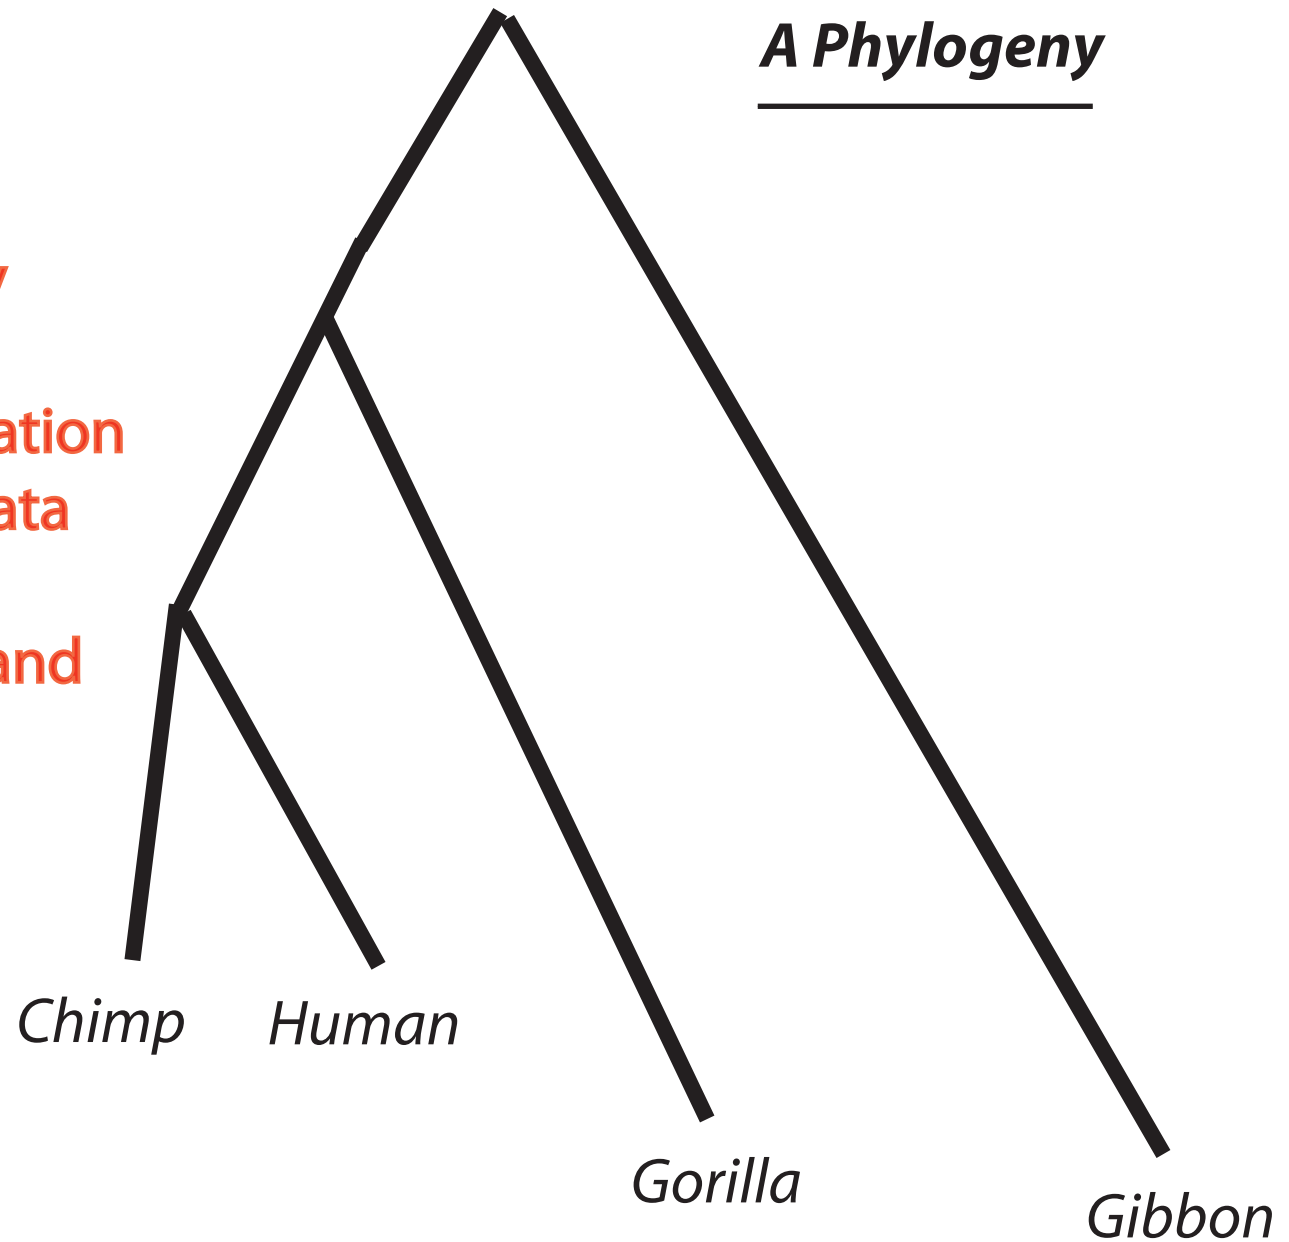 A Phylogeny
ation
ata
and
Chimp Human
Gorilla
Gibbon